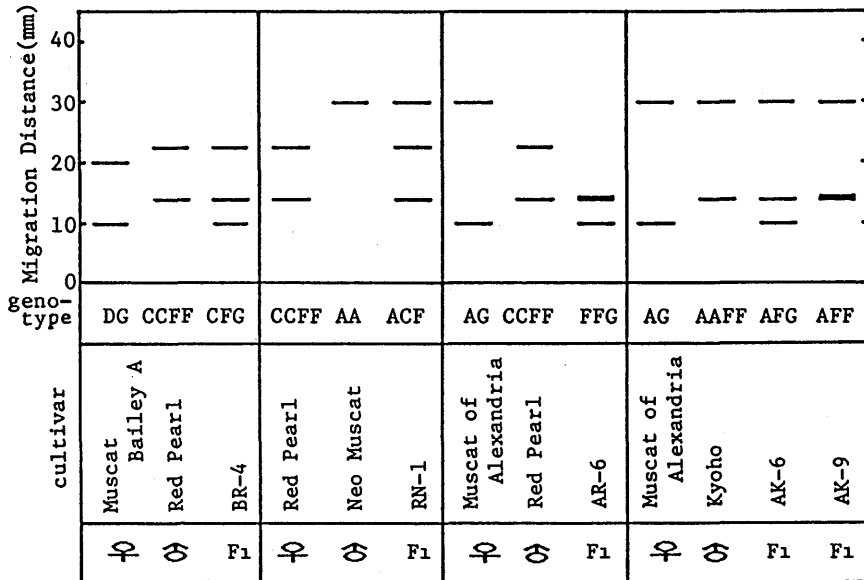 Migration Distance(mm)
40
30
20
10
0
geno-
type
DG CCFF CFG
CCFF AA ACF
AG CCFF FFG
AG AAFF AFG AFF
cultivar
Muscat
Bailey A
Red Pearl
BR-4
Red Pearl
Neo Muscat
RN-1
Muscat of
Alexandria
Red Pearl
AR-6
Muscat of
Alexandria
Kyoho
AK-6
AK-9
♀ ♂ F1
♀ ♂ F1
♀ ♂ F1
♀ ♂ F1 F1